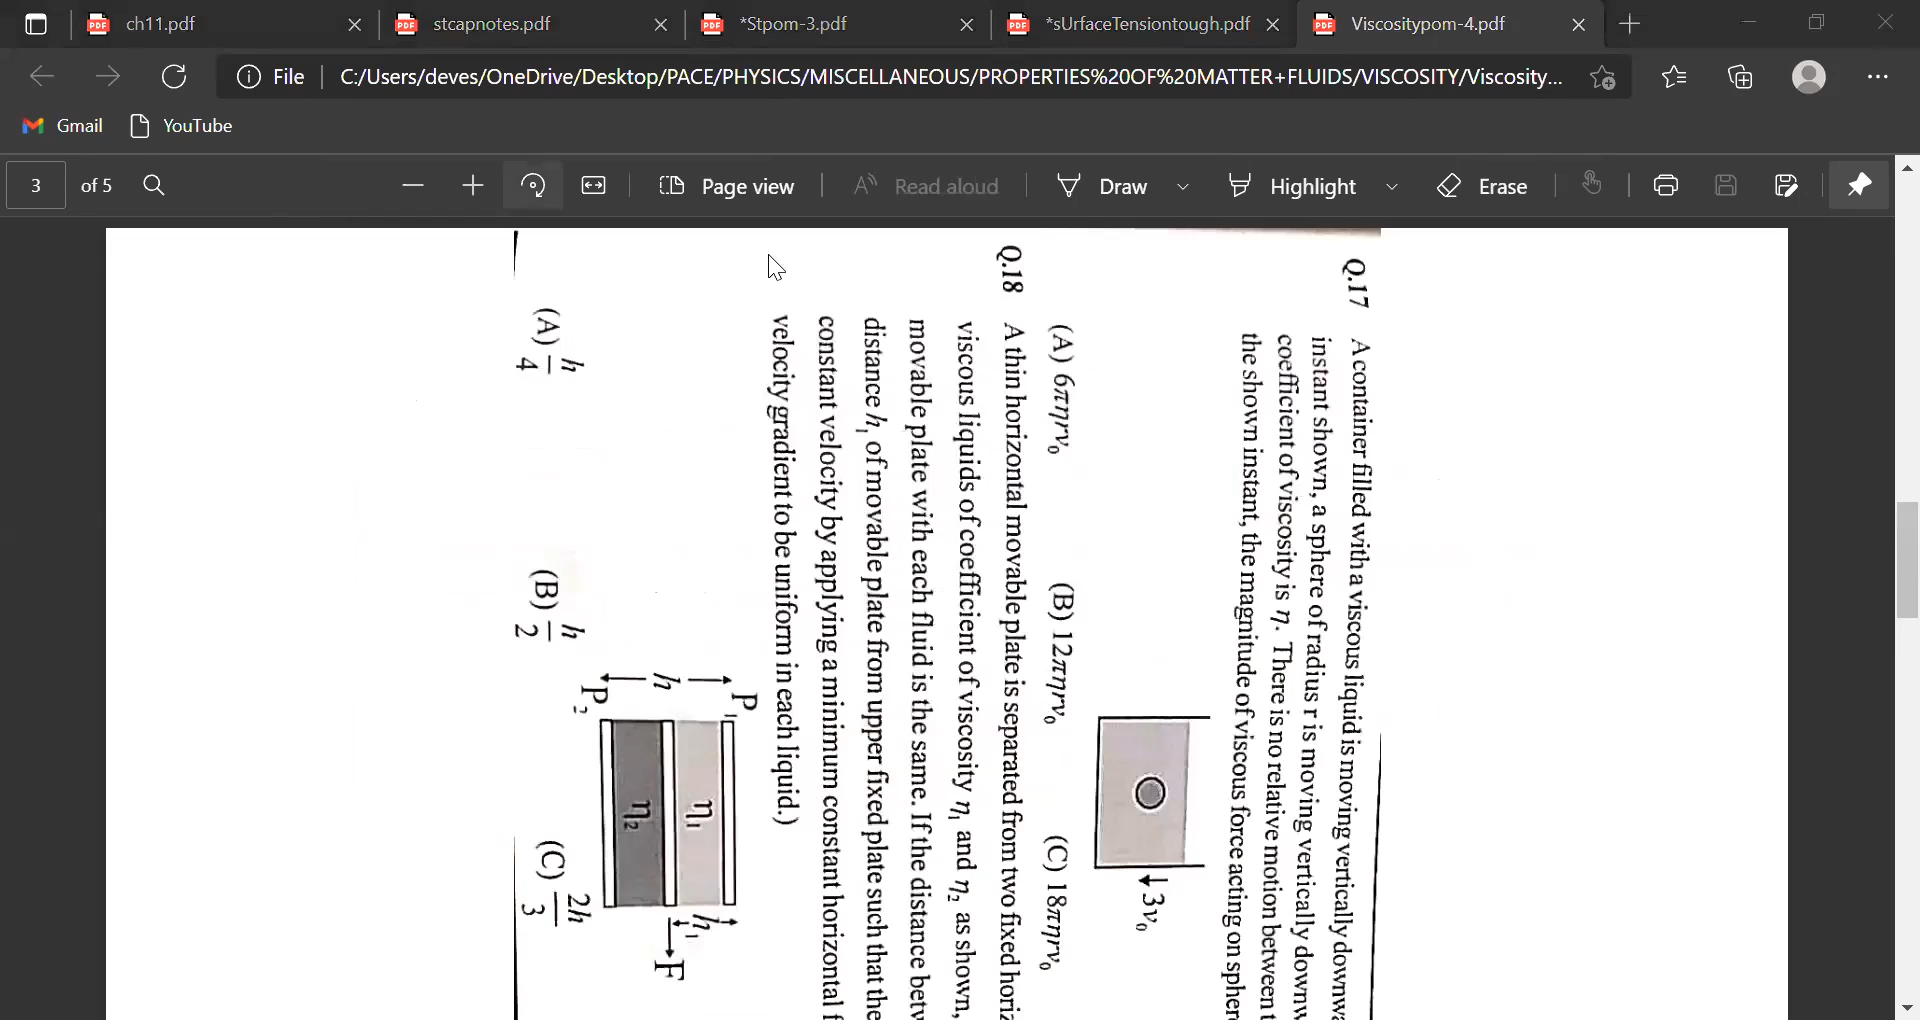 ch11.pdf
stcapnotes.pdf
*Stpom-3.pdf
*sUrfaceTensiontough.pdf
Viscositypom-4.pdf
File
C:/Users/deves/OneDrive/Desktop/PACE/PHYSICS/MISCELLANEOUS/PROPERTIES%20OF%20MATTER+FLUIDS/VISCOSITY/Viscosity...
Gmail
YouTube
3 of 5
Page view
Read aloud
Draw
Highlight
Erase
Q.17 A container filled with a viscous liquid is moving vertically downwa
instant shown, a sphere of radius r is moving vertically downw
coefficient of viscosity is η. There is no relative motion between t
the shown instant, the magnitude of viscous force acting on spher
3v₀
(A) 6πηrv₀ (B) 12πηrv₀ (C) 18πηrv₀
Q.18 A thin horizontal movable plate is separated from two fixed horiz
viscous liquids of coefficient of viscosity η₁ and η₂ as shown,
movable plate with each fluid is the same. If the distance betw
distance h₁ of movable plate from upper fixed plate such that the
constant velocity by applying a minimum constant horizontal f
velocity gradient to be uniform in each liquid.)
P₁
h η₁ h₁
F
η₂
P₂
(A) h/4 (B) h/2 (C) 2h/3